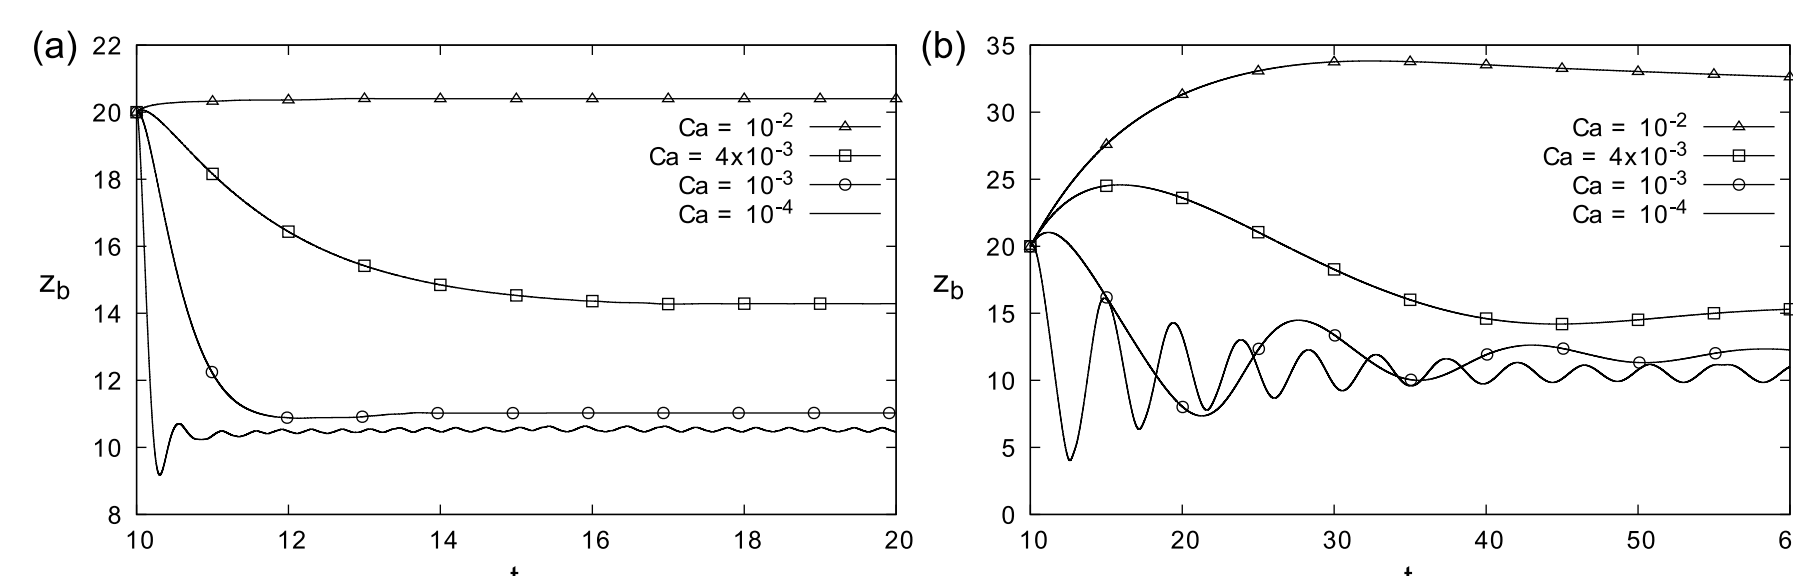 (a)
22
20
18
16
14
12
10
8
z_b
Ca = 10^-2
Ca = 4x10^-3
Ca = 10^-3
Ca = 10^-4
10 12 14 16 18 20
(b)
35
30
25
20
15
10
5
0
z_b
Ca = 10^-2
Ca = 4x10^-3
Ca = 10^-3
Ca = 10^-4
10 20 30 40 50